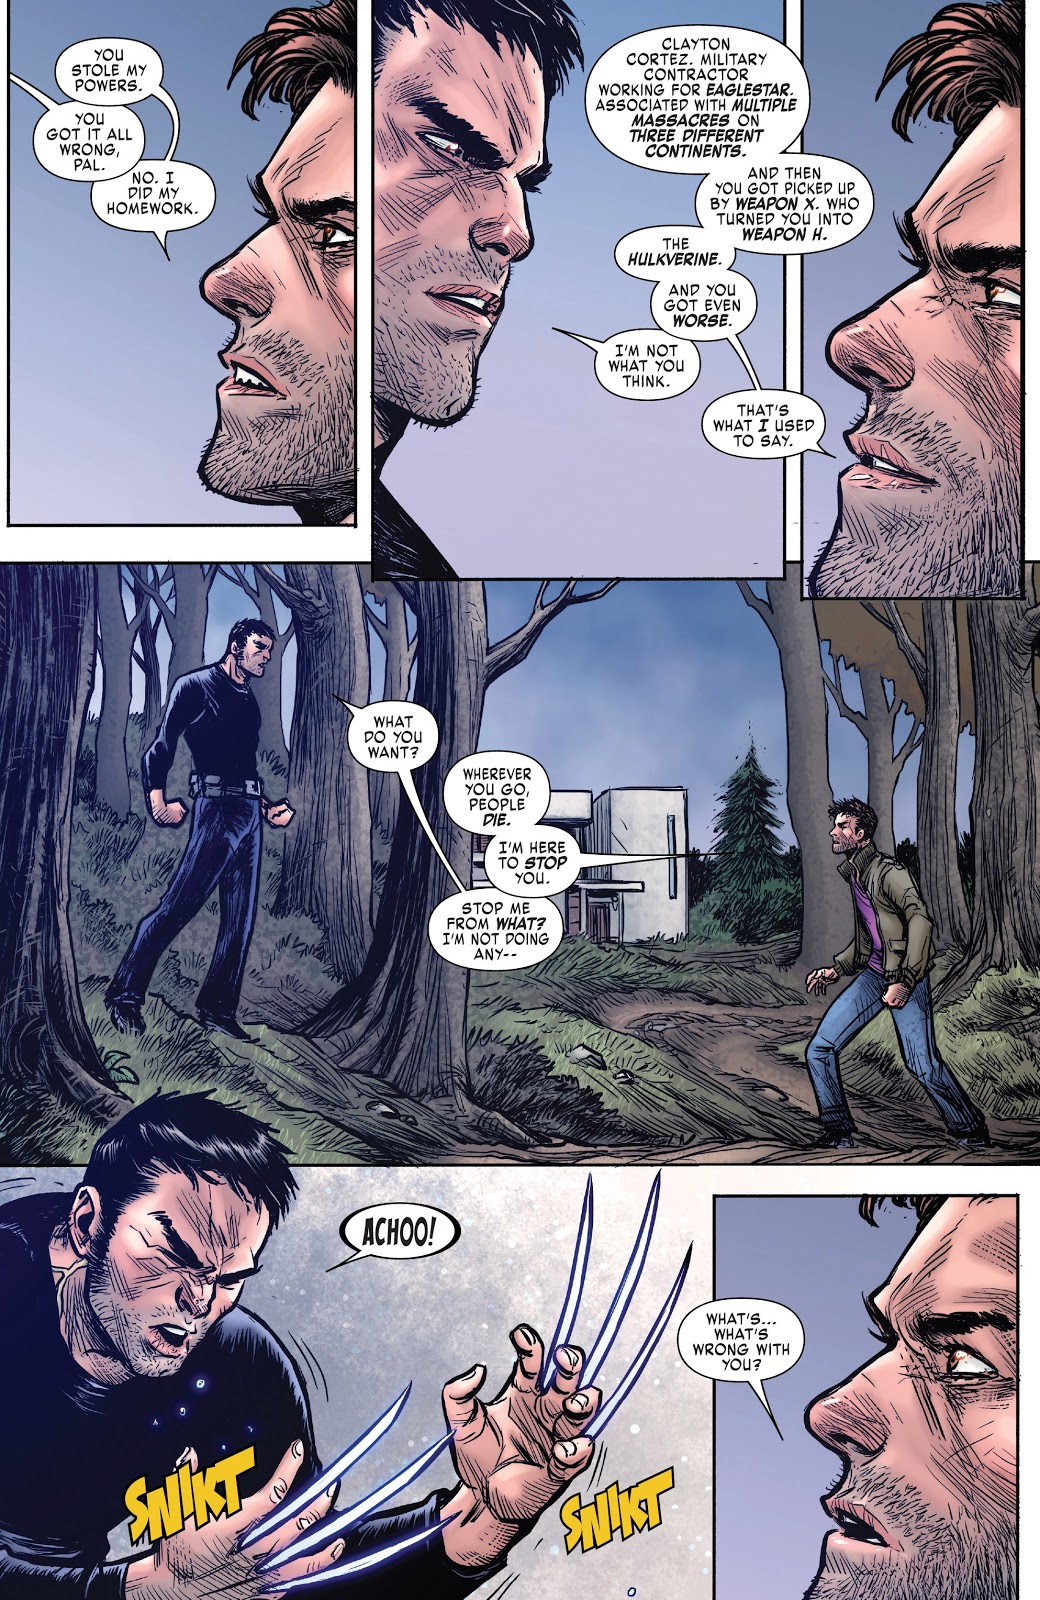 YOU
STOLE MY
POWERS.
YOU
GOT IT ALL
WRONG,
PAL.
NO. I
DID MY
HOMEWORK.
CLAYTON
CORTEZ. MILITARY
CONTRACTOR
WORKING FOR EAGLESTAR.
ASSOCIATED WITH MULTIPLE
MASSACRES ON
THREE DIFFERENT
CONTINENTS.
AND THEN
YOU GOT PICKED UP
BY WEAPON X. WHO
TURNED YOU INTO
WEAPON H.
THE
HULKVERINE.
AND YOU
GOT EVEN
WORSE.
I'M NOT
WHAT YOU
THINK.
THAT'S
WHAT I USED
TO SAY.
WHAT
DO YOU
WANT?
WHEREVER
YOU GO,
PEOPLE
DIE.
I'M HERE
TO STOP
YOU.
STOP ME
FROM WHAT?
I'M NOT DOING
ANY--
ACHOO!
SNIKT
SNIKT
WHAT'S...
WHAT'S
WRONG WITH
YOU?